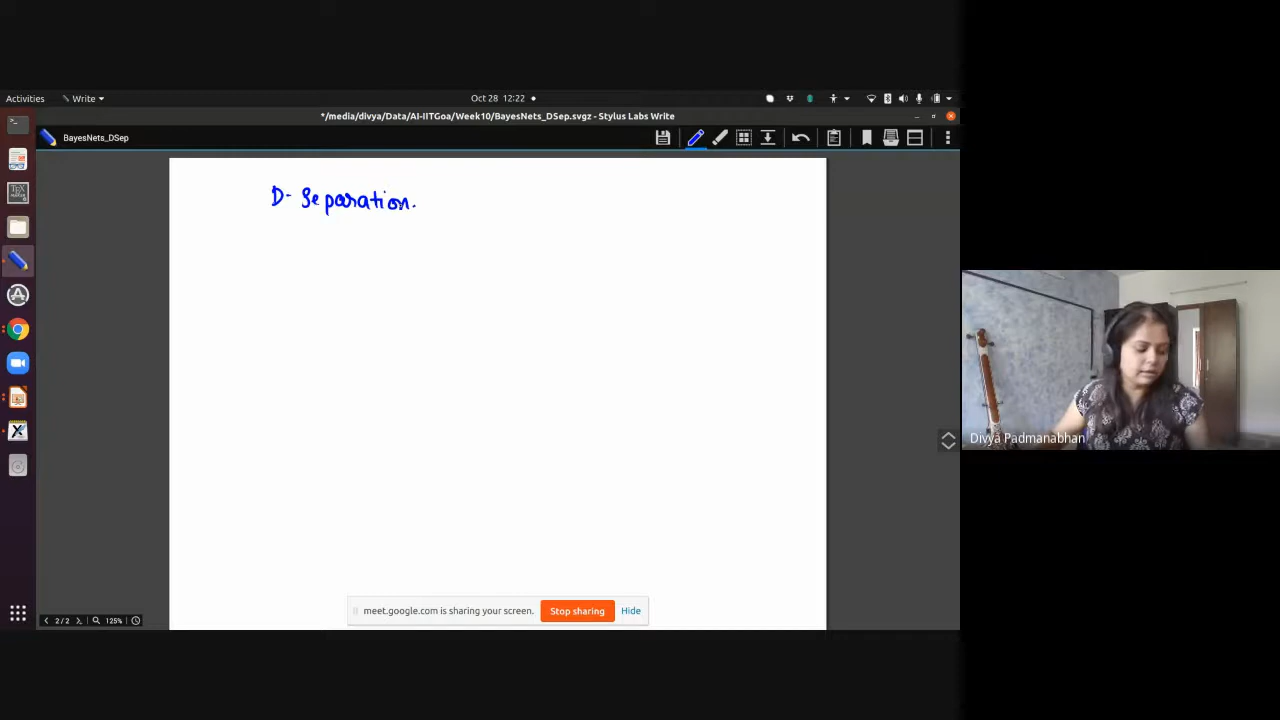 Activities Write Oct 28 12:22
*/media/divya/Data/AI-IITGoa/Week10/BayesNets_DSep.svgz - Stylus Labs Write
BayesNets_DSep
D- Separation.
Divya Padmanabhan
meet.google.com is sharing your screen. Stop sharing Hide
2/2 125%